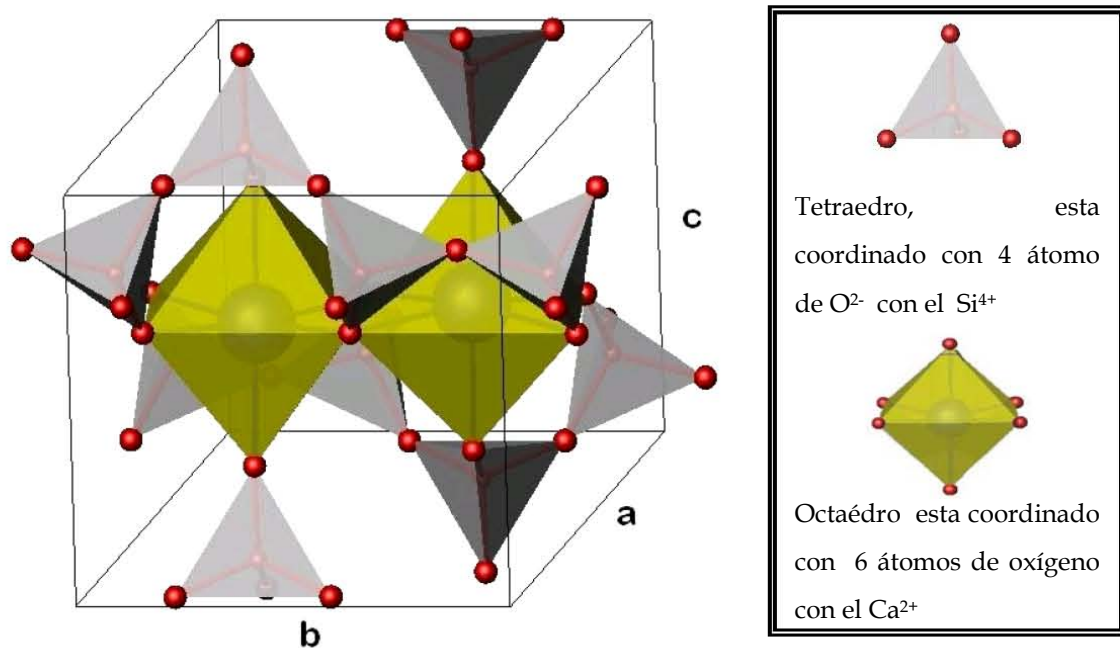 c
a
b
Tetraedro, esta
coordinado con 4 átomo
de O²⁻ con el Si⁴⁺
Octaédro esta coordinado
con 6 átomos de oxígeno
con el Ca²⁺